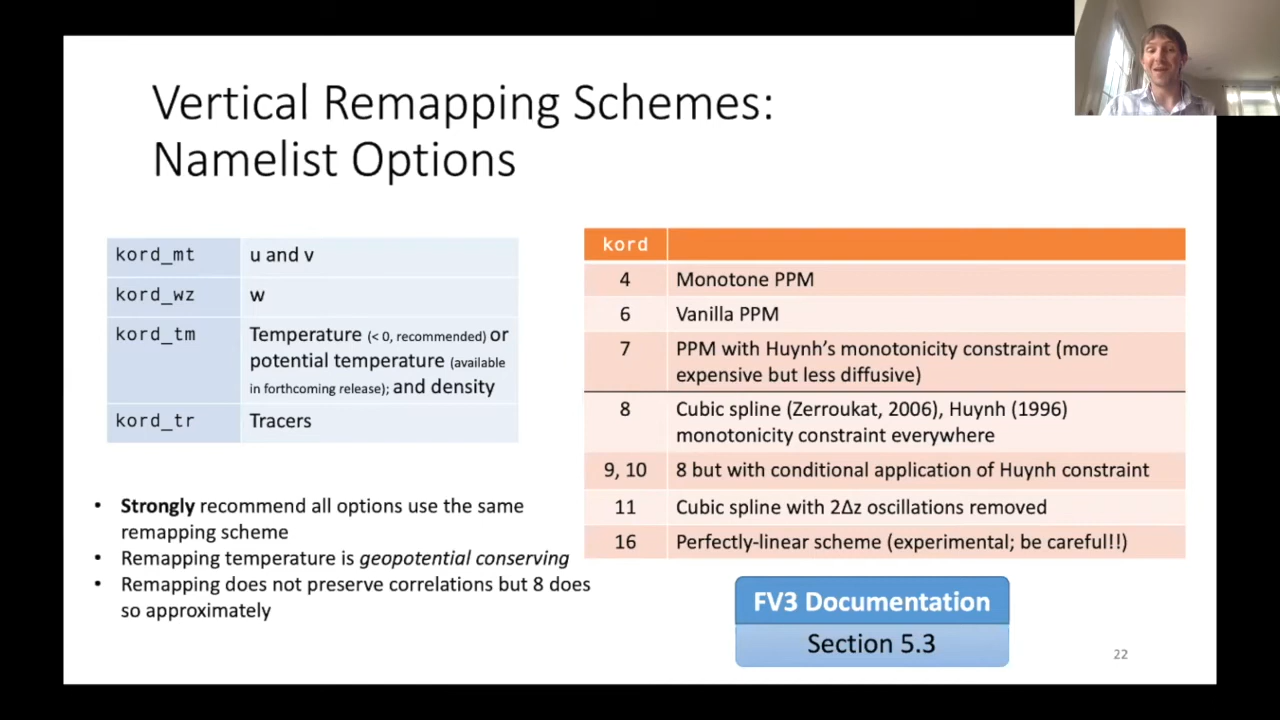 Vertical Remapping Schemes:
Namelist Options
kord_mt u and v
kord_wz w
kord_tm Temperature (< 0, recommended) or
potential temperature (available
in forthcoming release); and density
kord_tr Tracers
• Strongly recommend all options use the same
remapping scheme
• Remapping temperature is geopotential conserving
• Remapping does not preserve correlations but 8 does
so approximately
kord
4 Monotone PPM
6 Vanilla PPM
7 PPM with Huynh's monotonicity constraint (more
expensive but less diffusive)
8 Cubic spline (Zerroukat, 2006), Huynh (1996)
monotonicity constraint everywhere
9, 10 8 but with conditional application of Huynh constraint
11 Cubic spline with 2Δz oscillations removed
16 Perfectly-linear scheme (experimental; be careful!!)
FV3 Documentation
Section 5.3
22